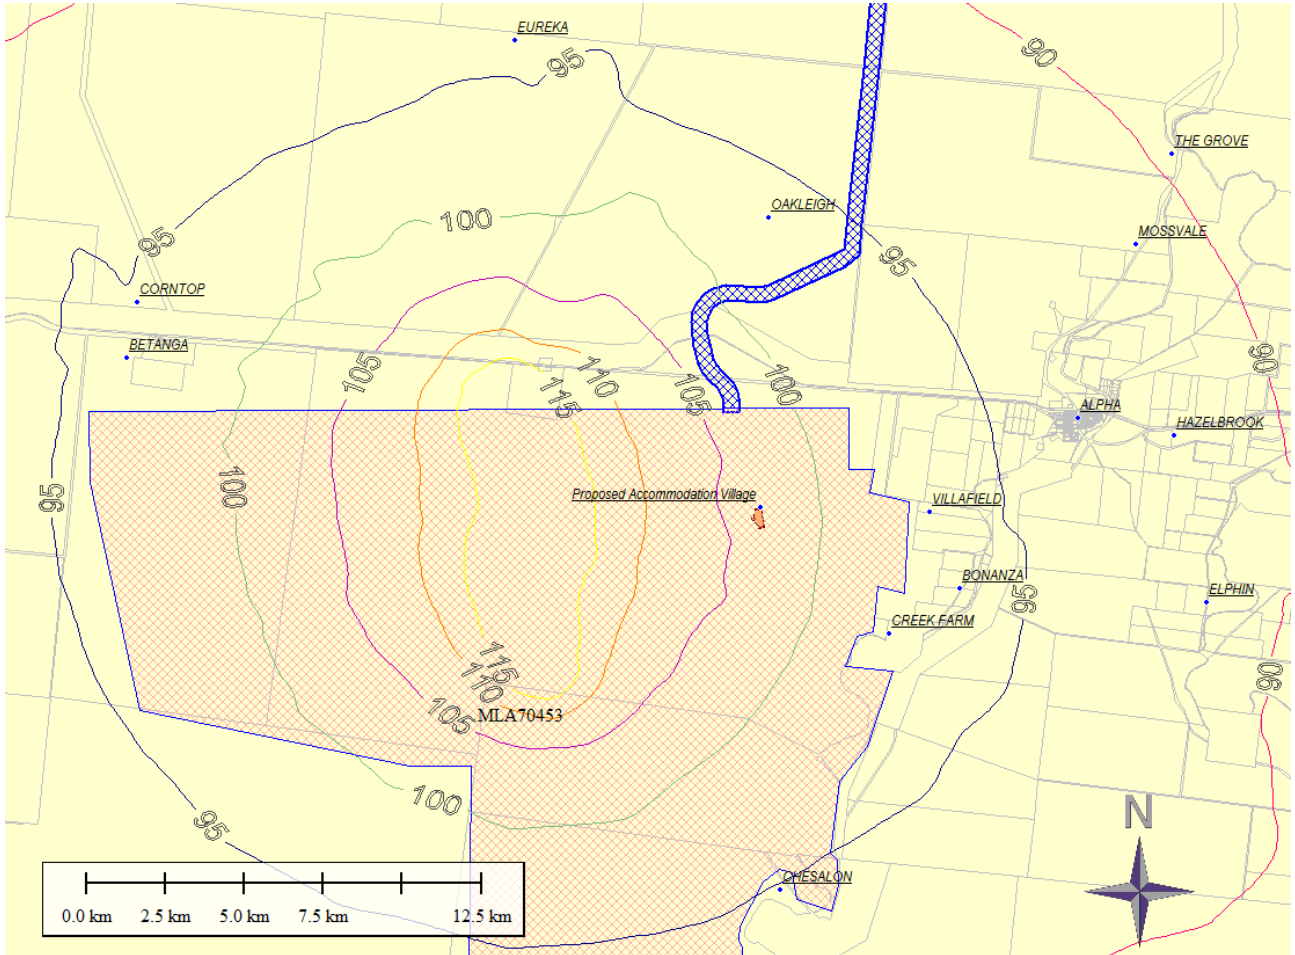 EUREKA
95
90
THE GROVE
100
OAKLEIGH
MOSSVALE
95
95
CORNTOP
BETANGA
90
105
110
105
100
115
ALPHA
HAZELBROOK
100
95
Proposed Accommodation Village
VILLAFIELD
BONANZA
95
ELPHIN
CREEK FARM
115
110
90
105
MLA70453
100
95
N
CHESALON
0.0 km 2.5 km 5.0 km 7.5 km 12.5 km